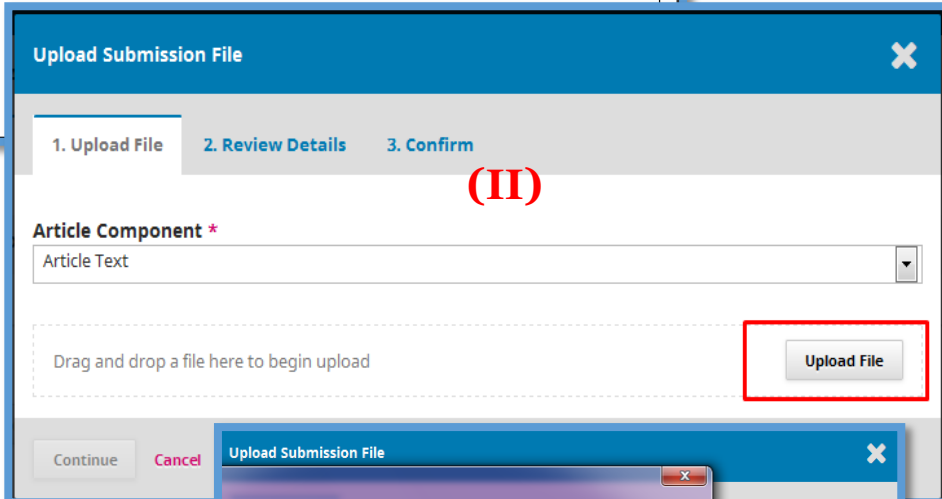 Upload Submission File
1. Upload File 2. Review Details 3. Confirm
(II)
Article Component *
Article Text
Drag and drop a file here to begin upload
Upload File
Continue Cancel
Upload Submission File